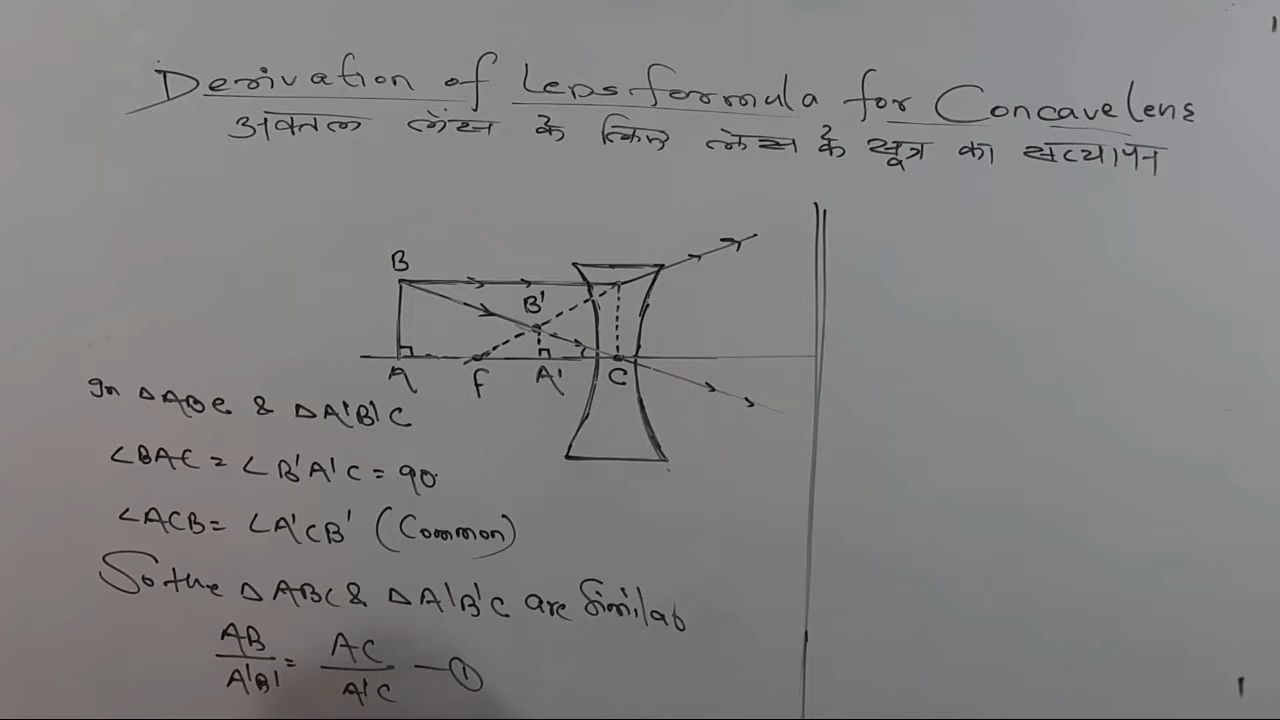 Derivation of Lens formula for Concave lens
अवतल लेंस के लिए लेंस के सूत्र का सत्यापन
B
B'
A F A' C
In △ABC & △A'B'C
∠BAC = ∠B'A'C = 90
∠ACB = ∠A'CB' (Common)
So the △ABC & △A'B'C are Similar
AB/A'B' = AC/A'C — ①